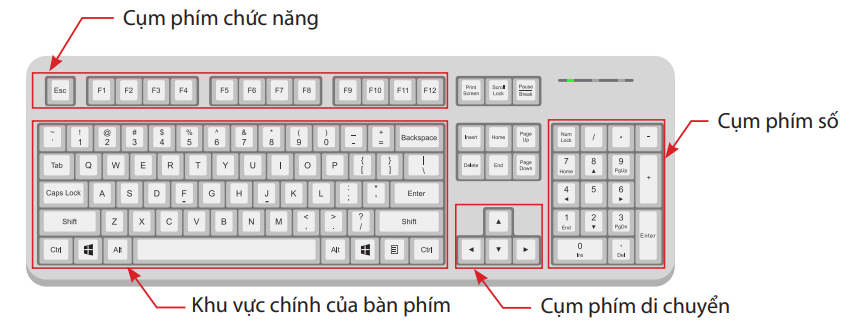 Cụm phím chức năng
Esc F1 F2 F3 F4 F5 F6 F7 F8 F9 F10 F11 F12 Print Screen Scroll Lock Pause Break
Cụm phím số
~ ` ! 1 @ 2 # 3 $ 4 % 5 ^ 6 & 7 * 8 ( 9 ) 0 _ - + = Backspace Insert Home Page Up Num Lock / * -
Tab Q W E R T Y U I O P { [ } ] | \ Delete End Page Down 7 Home 8 ▲ 9 PgUp +
Caps Lock A S D F G H J K L : ; " ' Enter 4 ◄ 5 6 ►
Shift Z X C V B N M < , > . ? / Shift ▲ 1 End 2 ▼ 3 PgDn Enter
Ctrl Alt Alt Ctrl ◄ ▼ ► 0 Ins . Del
Khu vực chính của bàn phím
Cụm phím di chuyển